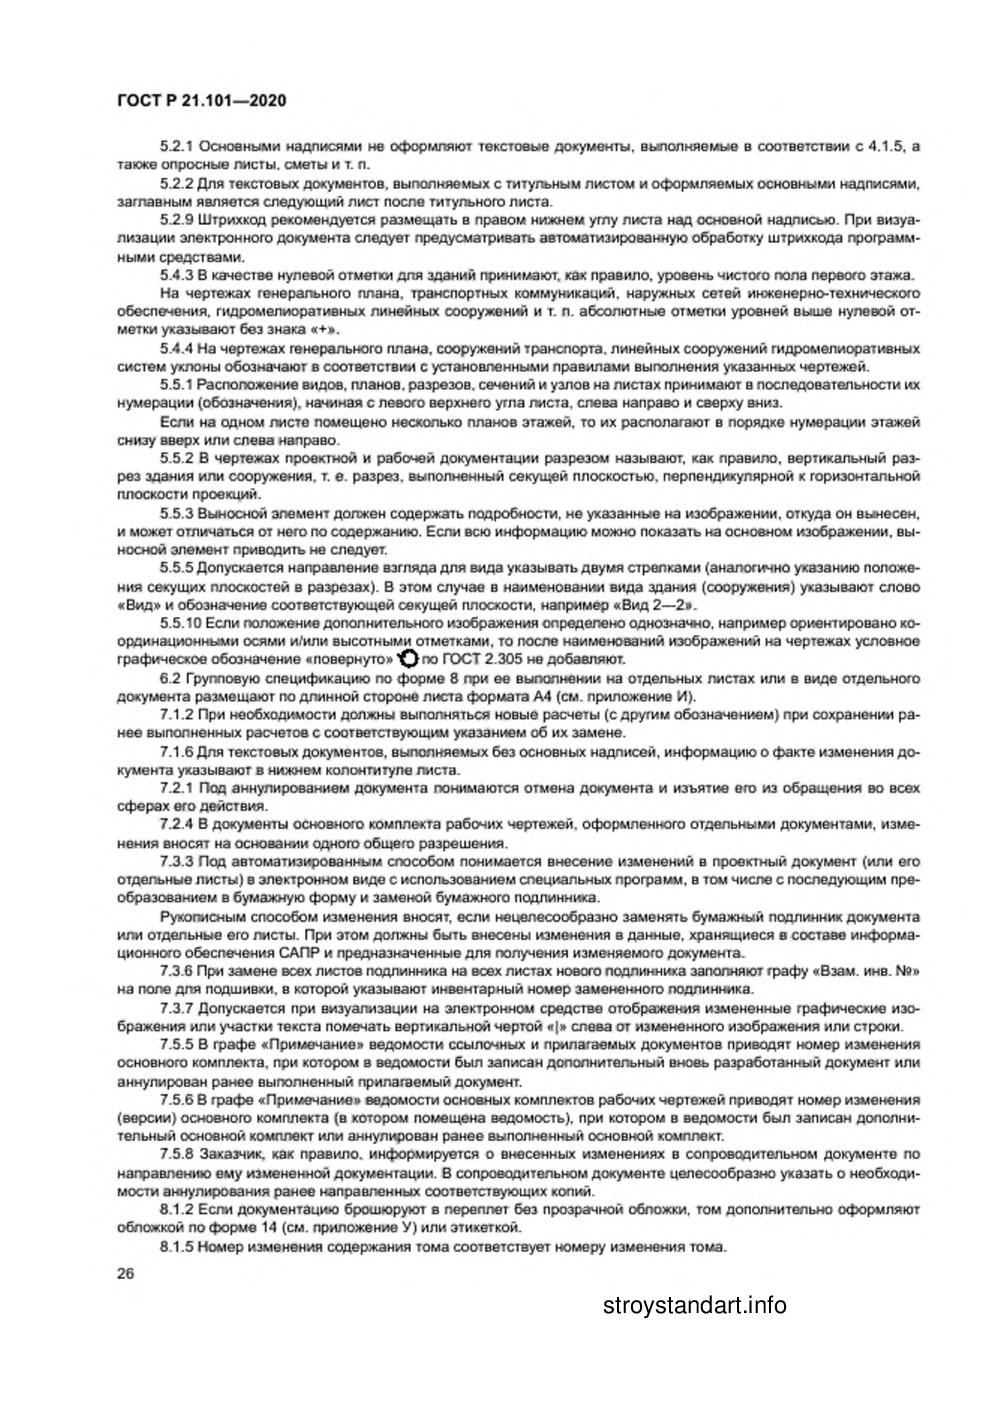 ГОСТ Р 21.101—2020
5.2.1 Основными надписями не оформляют текстовые документы, выполняемые в соответствии с 4.1.5, а
также опросные листы, сметы и т. п.
5.2.2 Для текстовых документов, выполняемых с титульным листом и оформляемых основными надписями,
заглавным является следующий лист после титульного листа.
5.2.9 Штрихкод рекомендуется размещать в правом нижнем углу листа над основной надписью. При визуа-
лизации электронного документа следует предусматривать автоматизированную обработку штрихкода программ-
ными средствами.
5.4.3 В качестве нулевой отметки для зданий принимают, как правило, уровень чистого пола первого этажа.
На чертежах генерального плана, транспортных коммуникаций, наружных сетей инженерно-технического
обеспечения, гидромелиоративных линейных сооружений и т. п. абсолютные отметки уровней выше нулевой от-
метки указывают без знака «+».
5.4.4 На чертежах генерального плана, сооружений транспорта, линейных сооружений гидромелиоративных
систем уклоны обозначают в соответствии с установленными правилами выполнения указанных чертежей.
5.5.1 Расположение видов, планов, разрезов, сечений и узлов на листах принимают в последовательности их
нумерации (обозначения), начиная с левого верхнего угла листа, слева направо и сверху вниз.
Если на одном листе помещено несколько планов этажей, то их располагают в порядке нумерации этажей
снизу вверх или слева направо.
5.5.2 В чертежах проектной и рабочей документации разрезом называют, как правило, вертикальный раз-
рез здания или сооружения, т. е. разрез, выполненный секущей плоскостью, перпендикулярной к горизонтальной
плоскости проекций.
5.5.3 Выносной элемент должен содержать подробности, не указанные на изображении, откуда он вынесен,
и может отличаться от него по содержанию. Если всю информацию можно показать на основном изображении, вы-
носной элемент приводить не следует.
5.5.5 Допускается направление взгляда для вида указывать двумя стрелками (аналогично указанию положе-
ния секущих плоскостей в разрезах). В этом случае в наименовании вида здания (сооружения) указывают слово
«Вид» и обозначение соответствующей секущей плоскости, например «Вид 2—2».
5.5.10 Если положение дополнительного изображения определено однозначно, например ориентировано ко-
ординационными осями и/или высотными отметками, то после наименований изображений на чертежах условное
графическое обозначение «повернуто» по ГОСТ 2.305 не добавляют.
6.2 Групповую спецификацию по форме 8 при ее выполнении на отдельных листах или в виде отдельного
документа размещают по длинной стороне листа формата А4 (см. приложение И).
7.1.2 При необходимости должны выполняться новые расчеты (с другим обозначением) при сохранении ра-
нее выполненных расчетов с соответствующим указанием об их замене.
7.1.6 Для текстовых документов, выполняемых без основных надписей, информацию о факте изменения до-
кумента указывают в нижнем колонтитуле листа.
7.2.1 Под аннулированием документа понимаются отмена документа и изъятие его из обращения во всех
сферах его действия.
7.2.4 В документы основного комплекта рабочих чертежей, оформленного отдельными документами, изме-
нения вносят на основании одного общего разрешения.
7.3.3 Под автоматизированным способом понимается внесение изменений в проектный документ (или его
отдельные листы) в электронном виде с использованием специальных программ, в том числе с последующим пре-
образованием в бумажную форму и заменой бумажного подлинника.
Рукописным способом изменения вносят, если нецелесообразно заменять бумажный подлинник документа
или отдельные его листы. При этом должны быть внесены изменения в данные, хранящиеся в составе информа-
ционного обеспечения САПР и предназначенные для получения изменяемого документа.
7.3.6 При замене всех листов подлинника на всех листах нового подлинника заполняют графу «Взам. инв. №»
на поле для подшивки, в которой указывают инвентарный номер замененного подлинника.
7.3.7 Допускается при визуализации на электронном средстве отображения измененные графические изо-
бражения или участки текста помечать вертикальной чертой «|» слева от измененного изображения или строки.
7.5.5 В графе «Примечание» ведомости ссылочных и прилагаемых документов приводят номер изменения
основного комплекта, при котором в ведомости был записан дополнительный вновь разработанный документ или
аннулирован ранее выполненный прилагаемый документ.
7.5.6 В графе «Примечание» ведомости основных комплектов рабочих чертежей приводят номер изменения
(версии) основного комплекта (в котором помещена ведомость), при котором в ведомости был записан дополни-
тельный основной комплект или аннулирован ранее выполненный основной комплект.
7.5.8 Заказчик, как правило, информируется о внесенных изменениях в сопроводительном документе по
направлению ему измененной документации. В сопроводительном документе целесообразно указать о необходи-
мости аннулирования ранее направленных соответствующих копий.
8.1.2 Если документацию брошюруют в переплет без прозрачной обложки, том дополнительно оформляют
обложкой по форме 14 (см. приложение У) или этикеткой.
8.1.5 Номер изменения содержания тома соответствует номеру изменения тома.
26
stroystandart.info